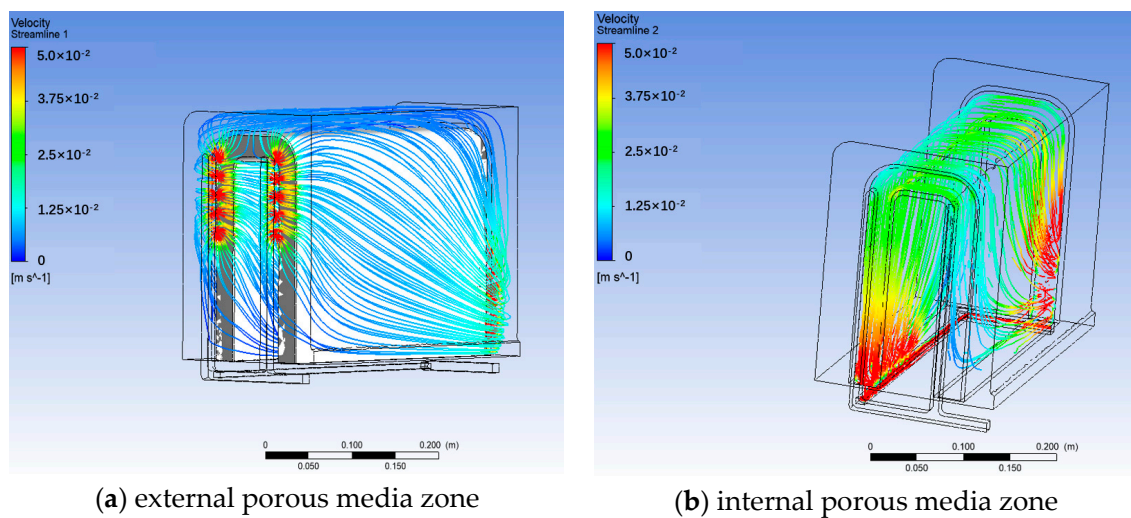 Velocity
Streamline 1
5.0×10⁻²
3.75×10⁻²
2.5×10⁻²
1.25×10⁻²
0
[m s^-1]
0 0.100 0.200 (m)
0.050 0.150
(a) external porous media zone
Velocity
Streamline 2
5.0×10⁻²
3.75×10⁻²
2.5×10⁻²
1.25×10⁻²
0
[m s^-1]
0 0.100 0.200 (m)
0.050 0.150
(b) internal porous media zone